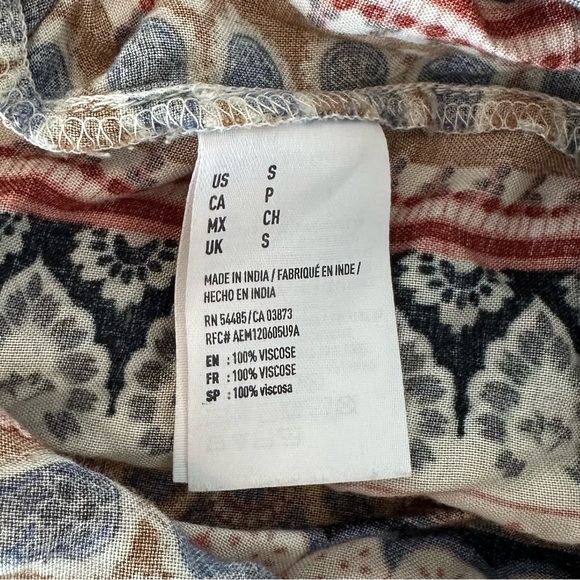 US S
CA P
MX CH
UK S
MADE IN INDIA / FABRIQUÉ EN INDE /
HECHO EN INDIA
RN 54485/CA 03873
RFC# AEM120605U9A
EN : 100% VISCOSE
FR : 100% VISCOSE
SP : 100% viscosa